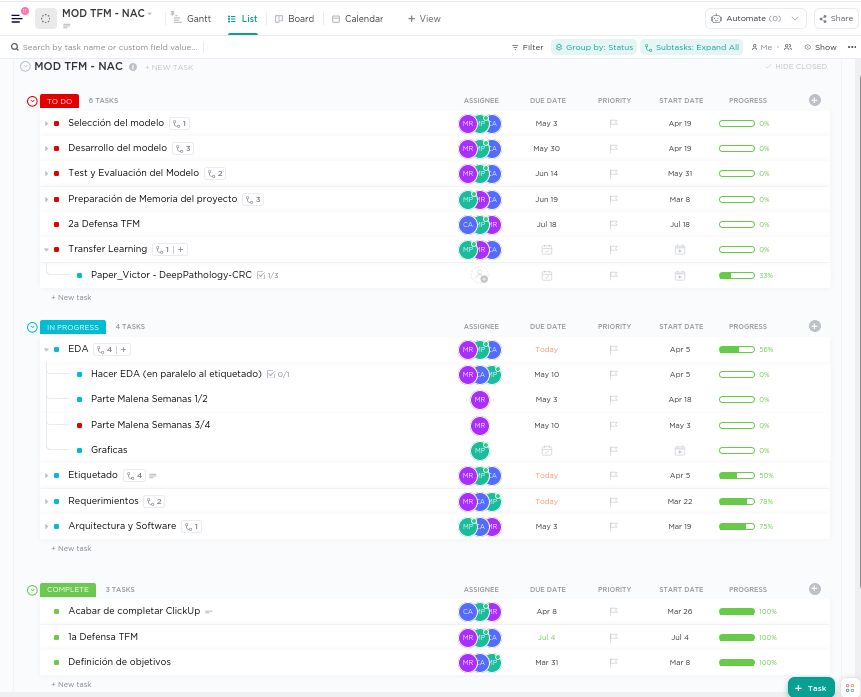 MOD TFM - NAC
Gantt
List
Board
Calendar
+ View
Automate (0)
Share
Search by task name or custom field value...
Filter
Group by: Status
Subtasks: Expand All
Me
Show
MOD TFM - NAC
+ NEW TASK
HIDE CLOSED
TO DO 6 TASKS ASSIGNEE DUE DATE PRIORITY START DATE PROGRESS
Selección del modelo 1 MR MP CA May 3 Apr 19 0%
Desarrollo del modelo 3 MR MP CA May 30 Apr 19 0%
Test y Evaluación del Modelo 2 MR MP CA Jun 14 May 31 0%
Preparación de Memoria del proyecto 3 MP MR CA Jun 19 Mar 8 0%
2a Defensa TFM CA MP MR Jul 18 Jul 18 0%
Transfer Learning 1 + MP MR CA 0%
Paper_Victor - DeepPathology-CRC 1/3 33%
+ New task
IN PROGRESS 4 TASKS ASSIGNEE DUE DATE PRIORITY START DATE PROGRESS
EDA 4 + MR MP CA Today Apr 5 56%
Hacer EDA (en paralelo al etiquetado) 0/1 MR CA MP May 10 Apr 5 0%
Parte Malena Semanas 1/2 MR May 3 Apr 18 0%
Parte Malena Semanas 3/4 MR May 10 May 3 0%
Graficas MP 0%
Etiquetado 4 MR MP CA Today Apr 5 50%
Requerimientos 2 MR CA MP Today Mar 22 78%
Arquitectura y Software 1 MP CA MR May 3 Mar 19 75%
+ New task
COMPLETE 3 TASKS ASSIGNEE DUE DATE PRIORITY START DATE PROGRESS
Acabar de completar ClickUp CA MP MR Apr 8 Mar 26 100%
1a Defensa TFM MR MP CA Jul 4 Jul 4 100%
Definición de objetivos MR CA MP Mar 31 Mar 8 100%
+ New task
+ Task